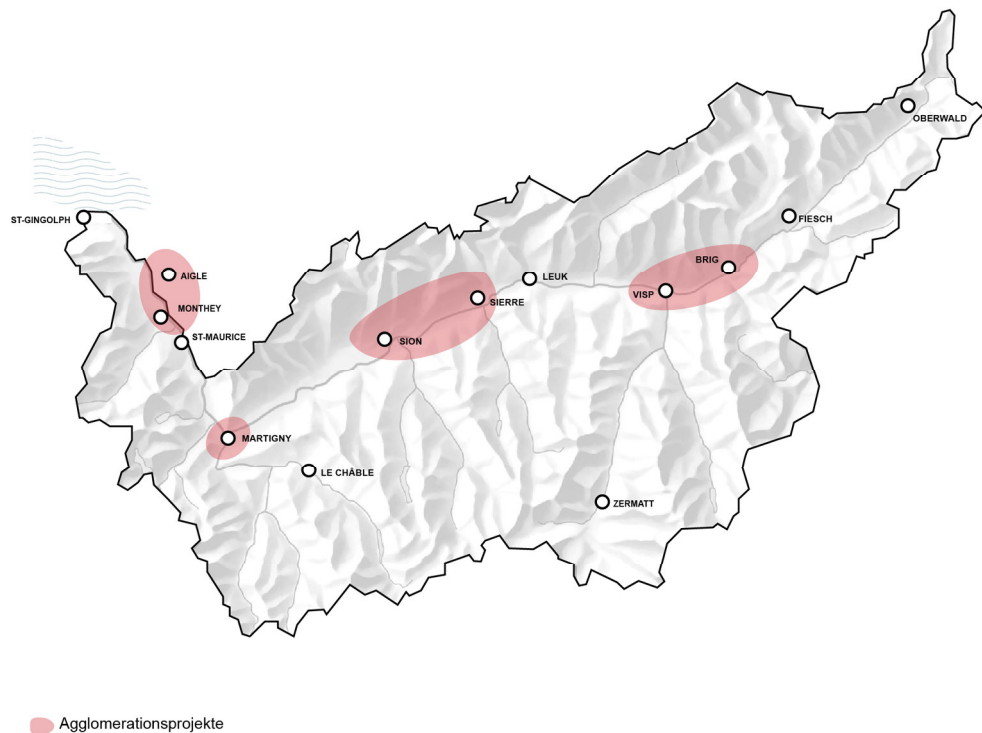 OBERWALD
ST-GINGOLPH
FIESCH
BRIG
AIGLE
LEUK
VISP
SIERRE
MONTHEY
ST-MAURICE
SION
MARTIGNY
LE CHÂBLE
ZERMATT
Agglomerationsprojekte